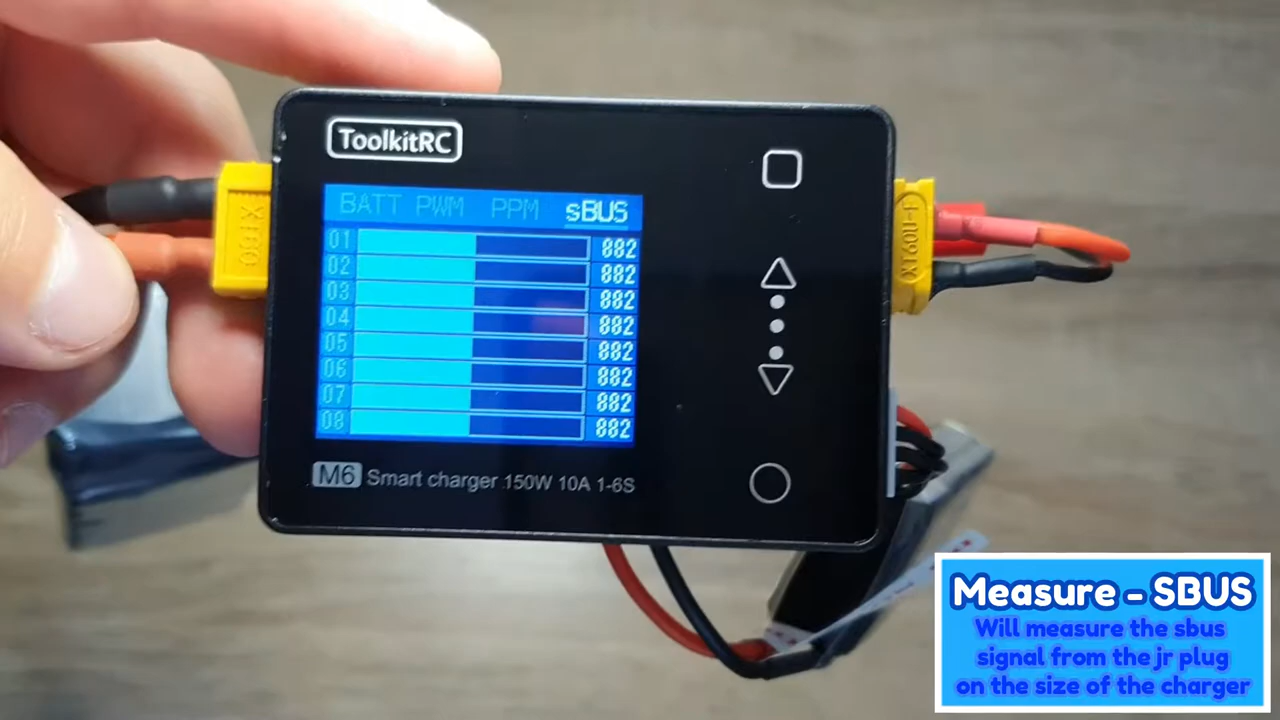 ToolkitRC
BATT PWM PPM sBUS
01 882
02 882
03 882
04 882
05 882
06 882
07 882
08 882
M6 Smart charger 150W 10A 1-6S
XT60
XT60U-F
Measure - SBUS
Will measure the sbus
signal from the jr plug
on the size of the charger